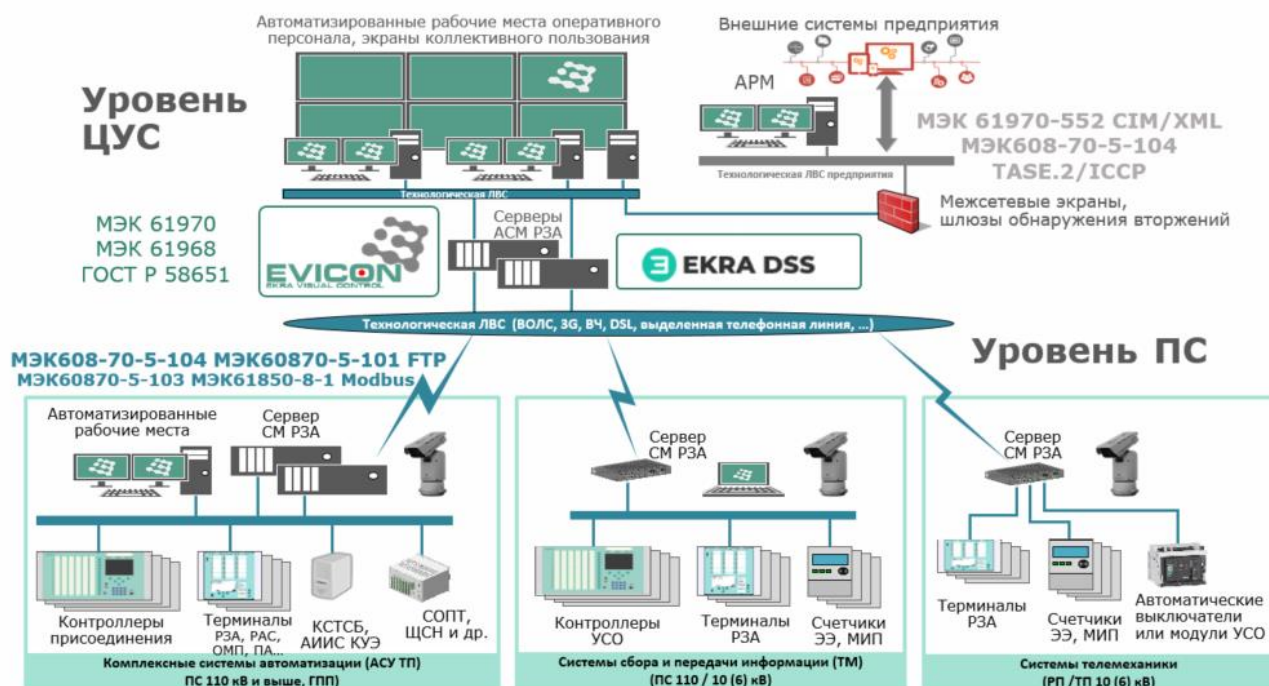 Автоматизированные рабочие места оперативного
персонала, экраны коллективного пользования
Внешние системы предприятия
АРМ
Уровень
ЦУС
МЭК 61970-552 CIM/XML
МЭК608-70-5-104
TASE.2/ICCP
Технологическая ЛВС предприятия
Технологическая ЛВС
Межсетевые экраны,
шлюзы обнаружения вторжений
МЭК 61970
МЭК 61968
ГОСТ Р 58651
EVICON
EKRA VISUAL CONTROL
Серверы
АСМ РЗА
EKRA DSS
Технологическая ЛВС (ВОЛС, 3G, ВЧ, DSL, выделенная телефонная линия, ...)
МЭК608-70-5-104 МЭК60870-5-101 FTP
МЭК60870-5-103 МЭК61850-8-1 Modbus
Уровень ПС
Автоматизированные
рабочие места
Сервер
СМ РЗА
Контроллеры
присоединения
Терминалы
РЗА, РАС,
ОМП, ПА...
КСТСБ,
АИИС КУЭ
СОПТ,
ЩСН и др.
Комплексные системы автоматизации (АСУ ТП)
ПС 110 кВ и выше, ГПП)
Сервер
СМ РЗА
Контроллеры
УСО
Терминалы
РЗА
Счетчики
ЭЭ, МИП
Системы сбора и передачи информации (ТМ)
(ПС 110 / 10 (6) кВ)
Сервер
СМ РЗА
Терминалы
РЗА
Счетчики
ЭЭ, МИП
Автоматические
выключатели
или модули УСО
Системы телемеханики
(РП /ТП 10 (6) кВ)